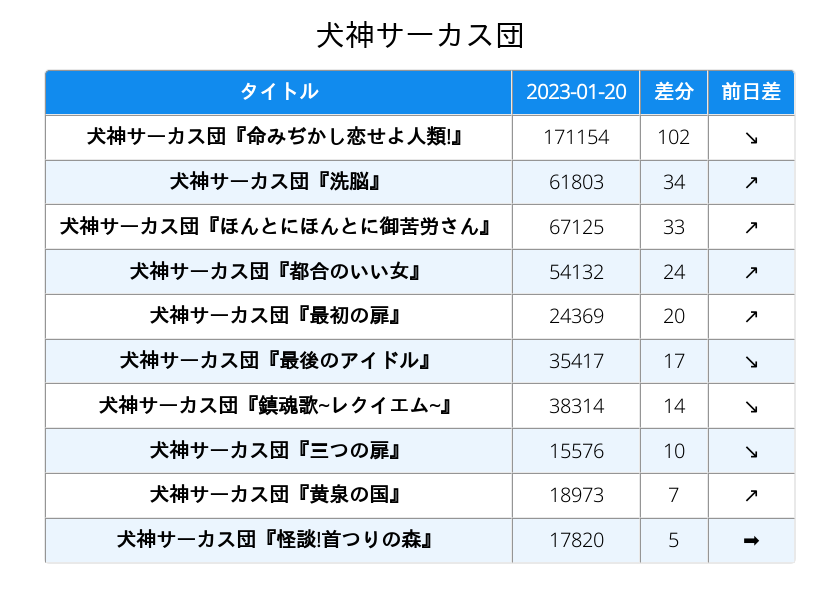 犬神サーカス団
タイトル 2023-01-20 差分 前日差
犬神サーカス団『命みぢかし恋せよ人類!』 171154 102 ↘
犬神サーカス団『洗脳』 61803 34 ↗
犬神サーカス団『ほんとにほんとに御苦労さん』 67125 33 ↗
犬神サーカス団『都合のいい女』 54132 24 ↗
犬神サーカス団『最初の扉』 24369 20 ↗
犬神サーカス団『最後のアイドル』 35417 17 ↘
犬神サーカス団『鎮魂歌~レクイエム~』 38314 14 ↘
犬神サーカス団『三つの扉』 15576 10 ↘
犬神サーカス団『黄泉の国』 18973 7 ↗
犬神サーカス団『怪談!首つりの森』 17820 5 ➡